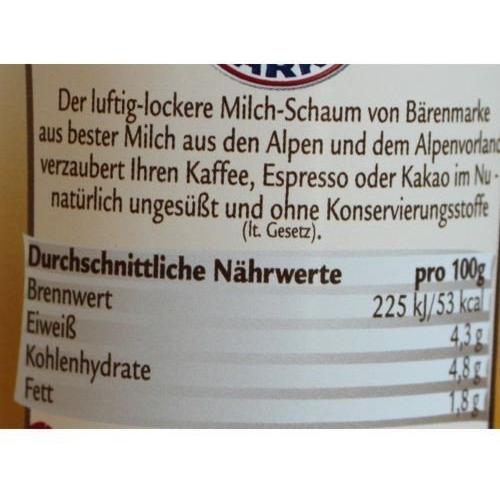 Der luftig-lockere Milch-Schaum von Bärenmarke
aus bester Milch aus den Alpen und dem Alpenvorland
verzaubert Ihren Kaffee, Espresso oder Kakao im Nu -
natürlich ungesüßt und ohne Konservierungsstoffe
(lt. Gesetz).
Durchschnittliche Nährwerte pro 100g
Brennwert 225 kJ/53 kcal
Eiweiß 4,3 g
Kohlenhydrate 4,8 g
Fett 1,8 g